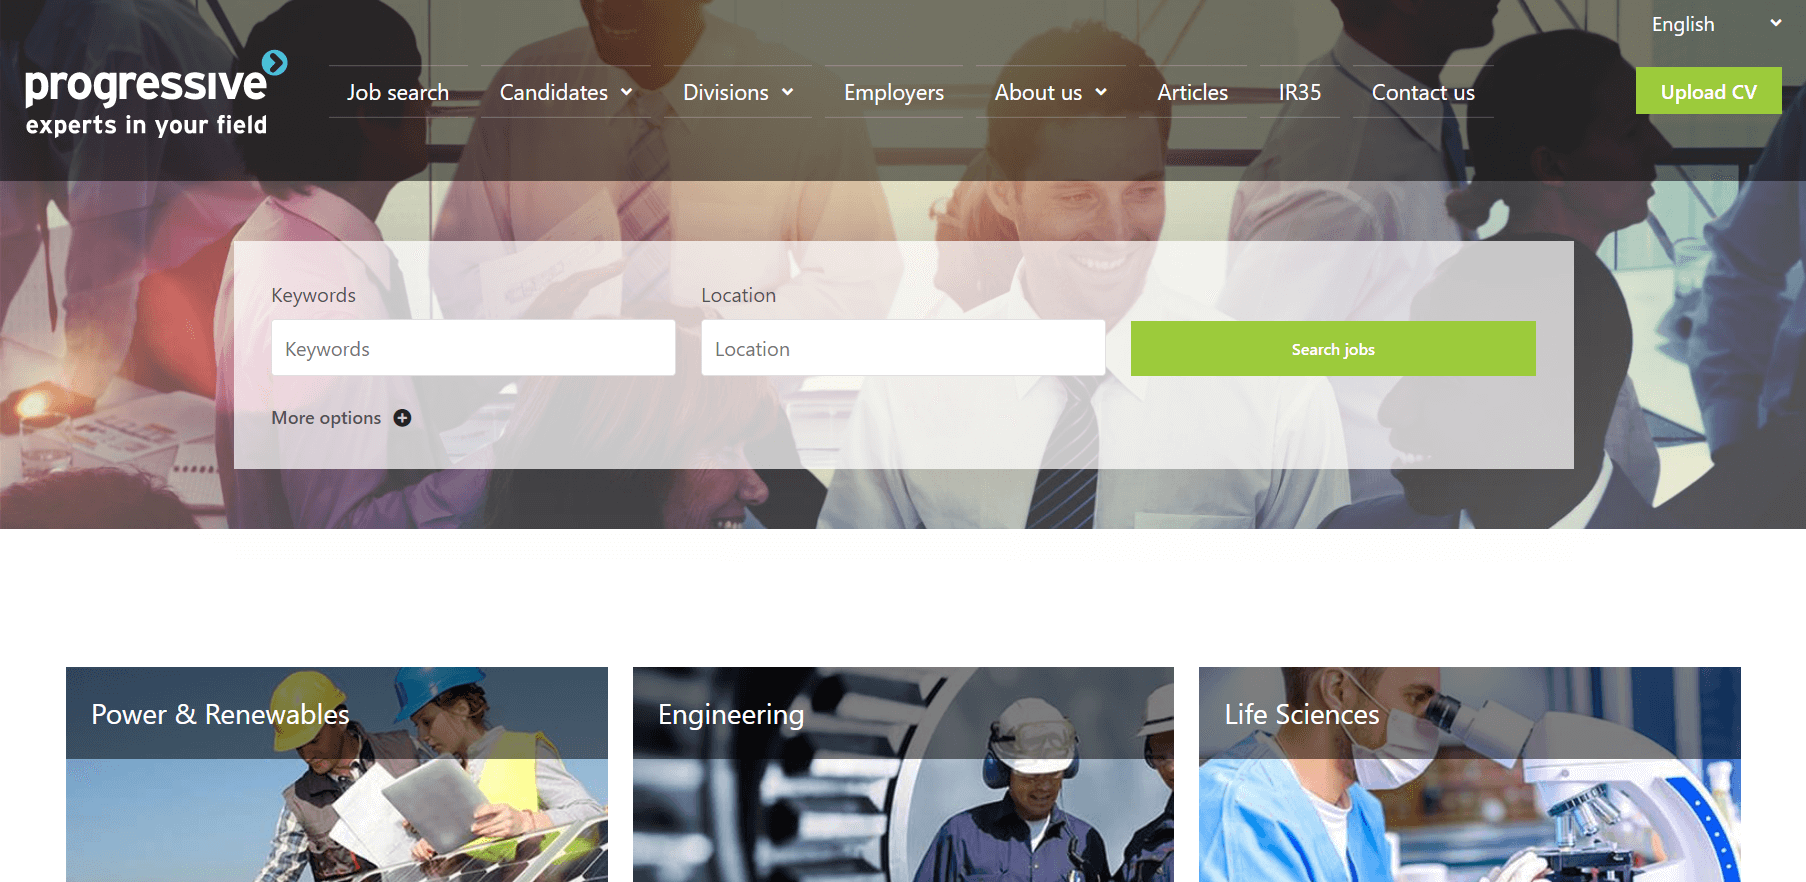 English
progressive
experts in your field
Job search
Candidates
Divisions
Employers
About us
Articles
IR35
Contact us
Upload CV
Keywords
Location
Keywords
Location
Search jobs
More options
Power & Renewables
Engineering
Life Sciences